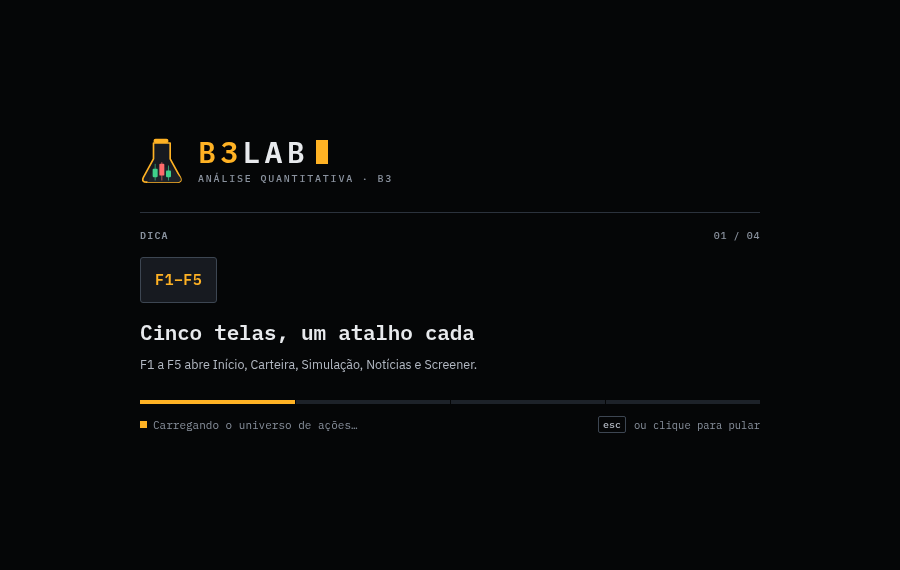 B3LAB
ANÁLISE QUANTITATIVA · B3
DICA
01 / 04
F1–F5
Cinco telas, um atalho cada
F1 a F5 abre Início, Carteira, Simulação, Notícias e Screener.
Carregando o universo de ações…
esc ou clique para pular